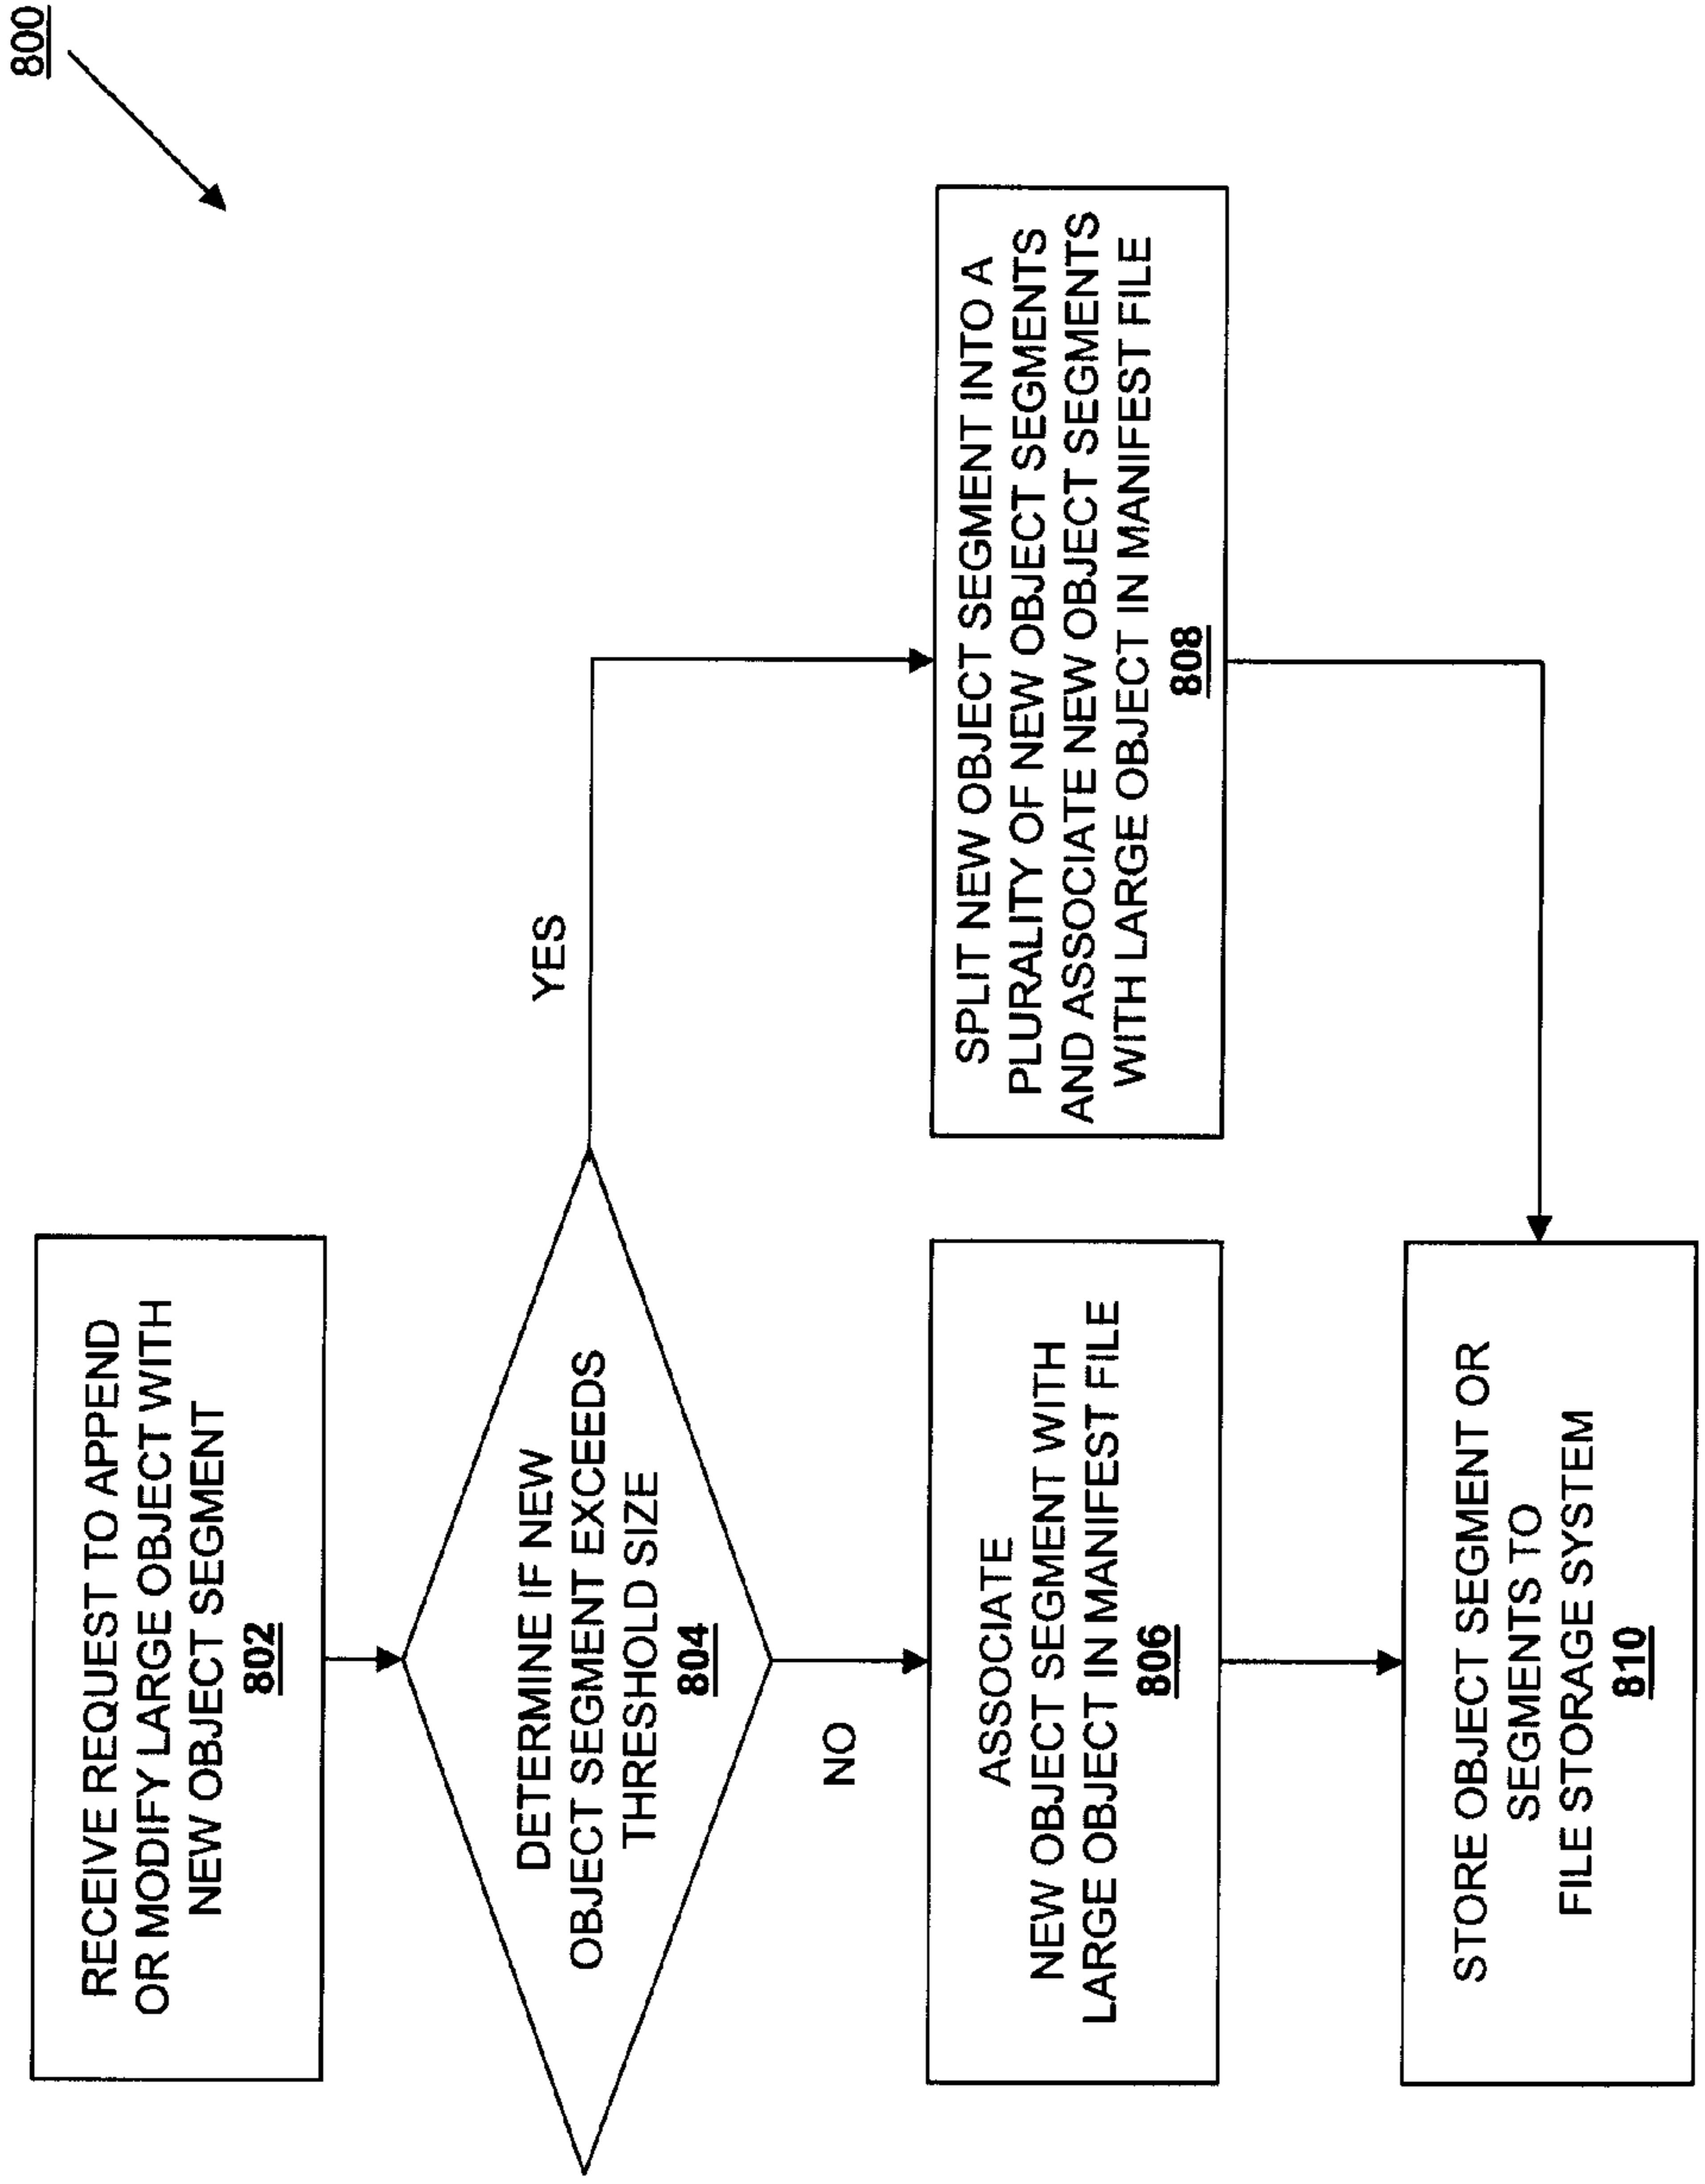 800
RECEIVE REQUEST TO APPEND
OR MODIFY LARGE OBJECT WITH
NEW OBJECT SEGMENT
802
DETERMINE IF NEW
OBJECT SEGMENT EXCEEDS
THRESHOLD SIZE
804
YES
NO
ASSOCIATE
NEW OBJECT SEGMENT WITH
LARGE OBJECT IN MANIFEST FILE
806
SPLIT NEW OBJECT SEGMENT INTO A
PLURALITY OF NEW OBJECT SEGMENTS
AND ASSOCIATE NEW OBJECT SEGMENTS
WITH LARGE OBJECT IN MANIFEST FILE
808
STORE OBJECT SEGMENT OR
SEGMENTS TO
FILE STORAGE SYSTEM
810